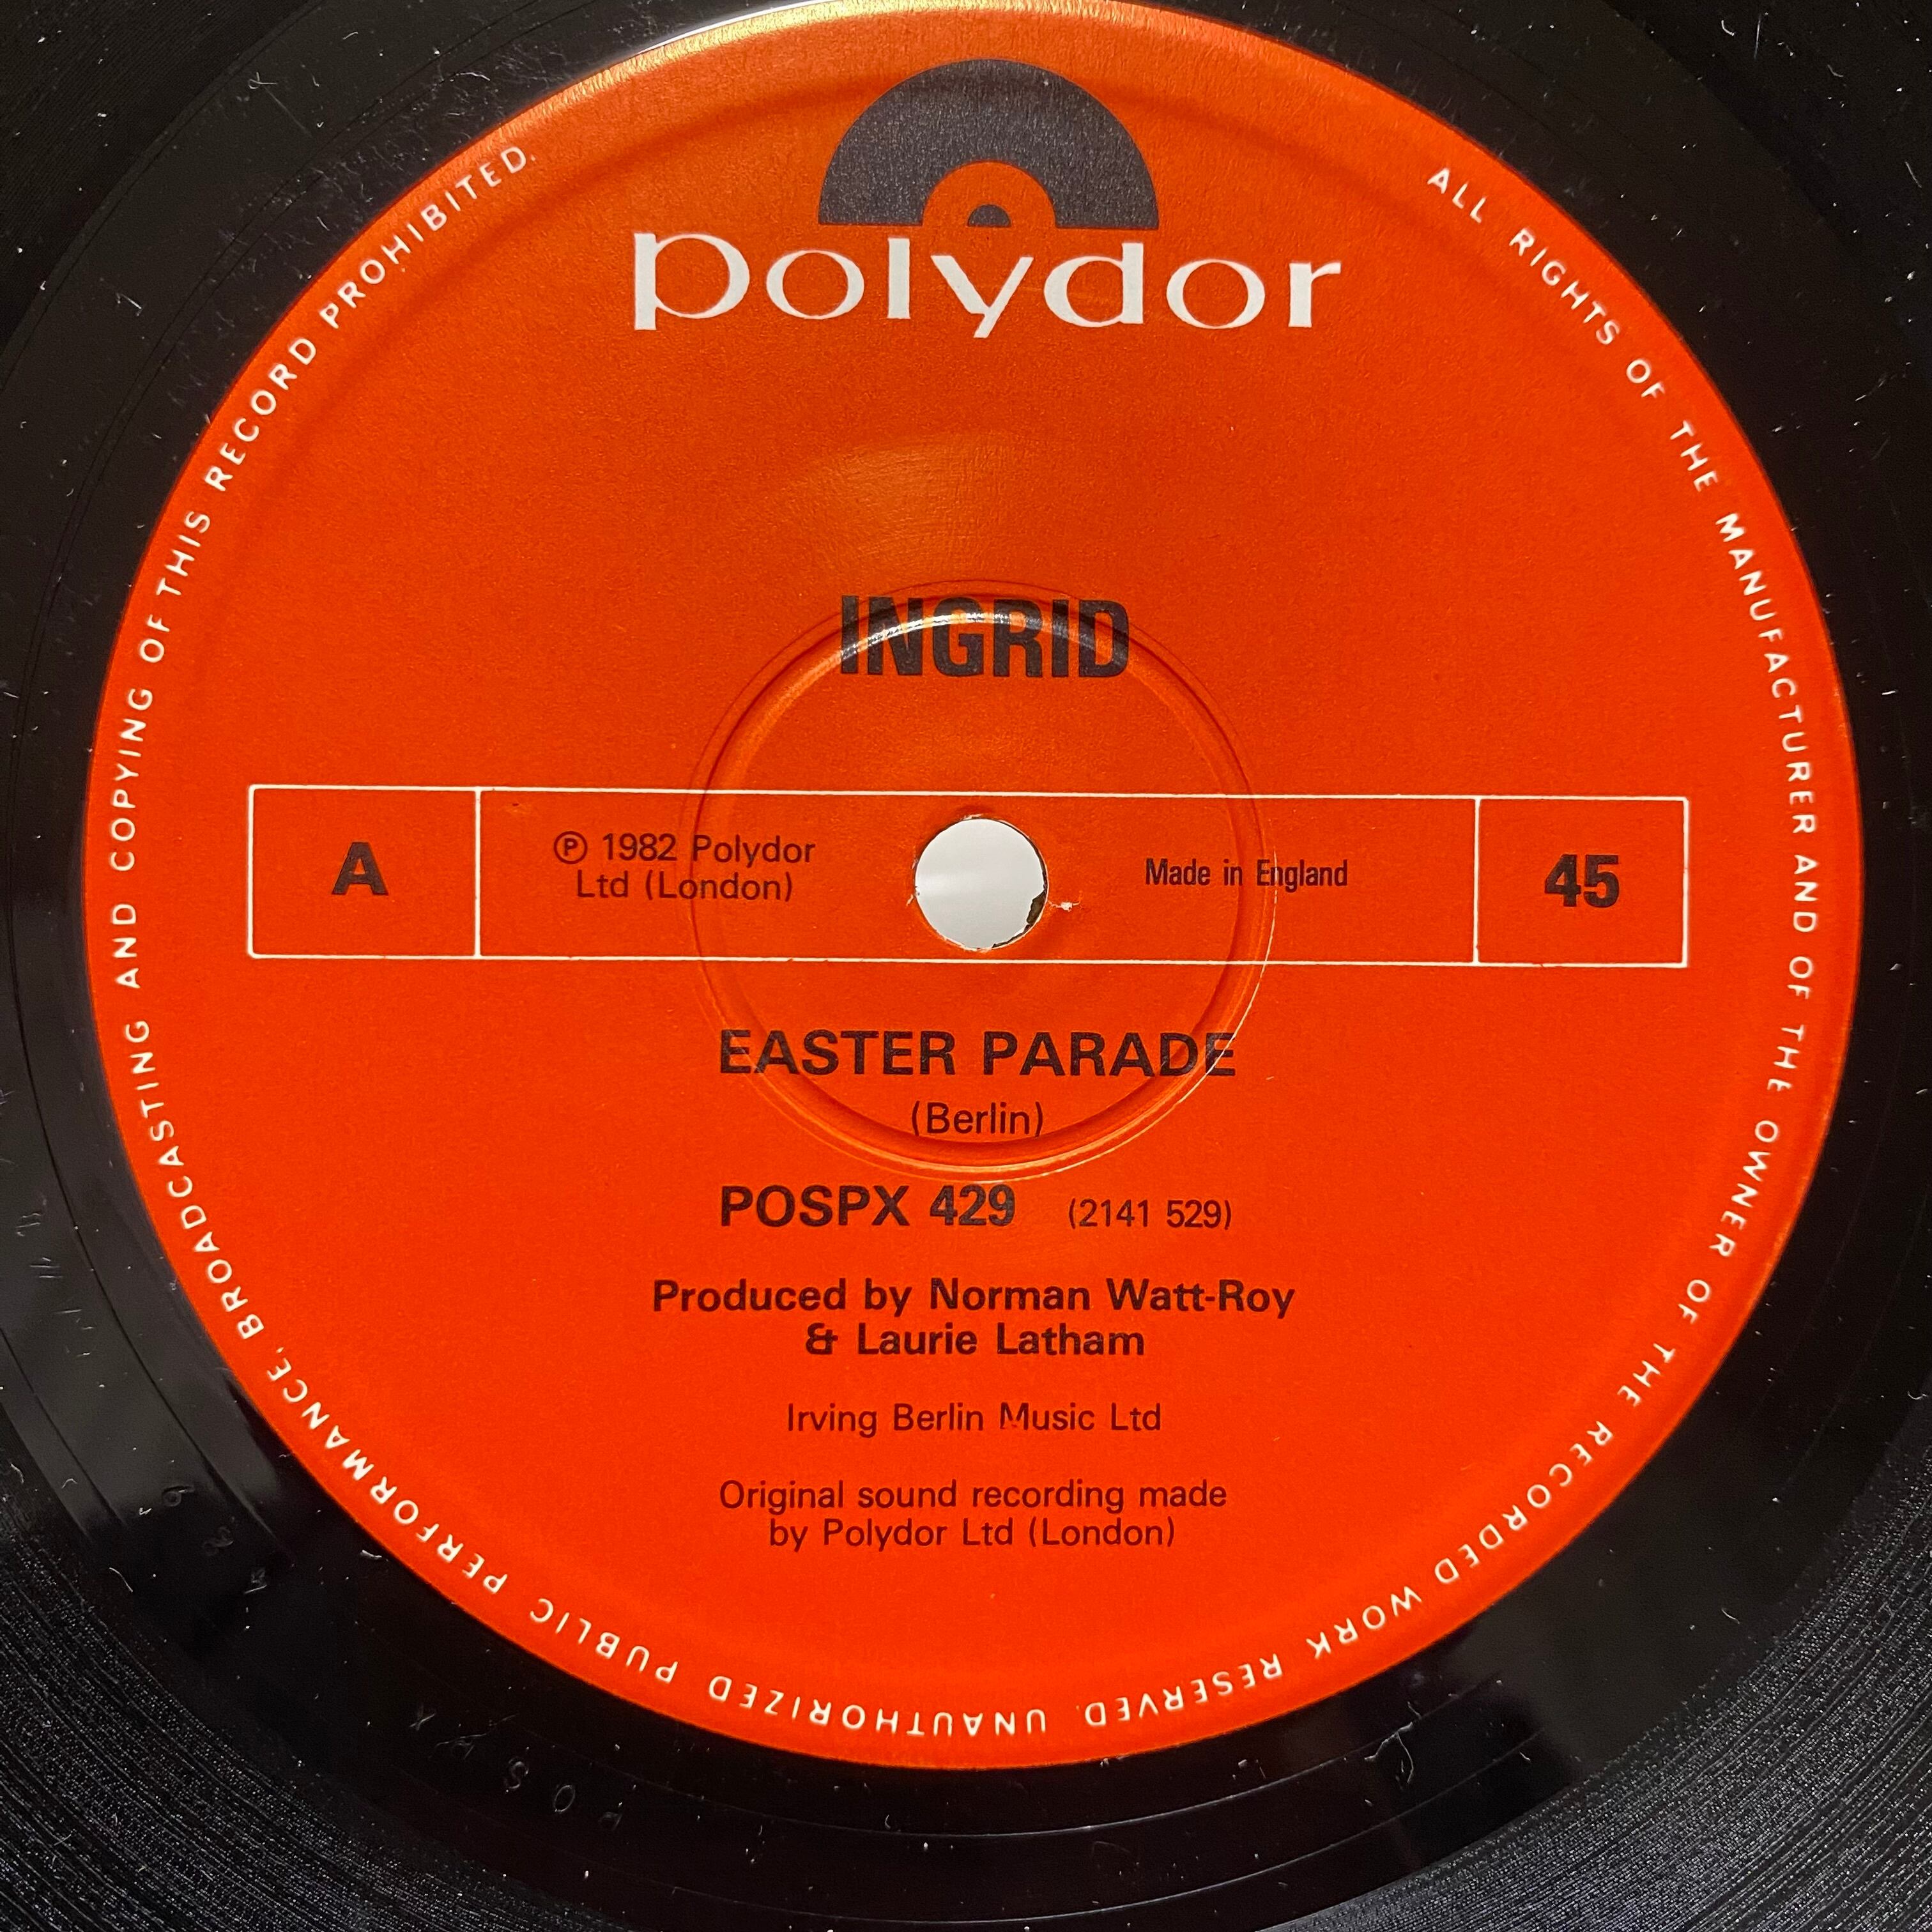 polydor
INGRID
A
Ⓟ 1982 Polydor
Ltd (London)
Made in England
45
EASTER PARADE
(Berlin)
POSPX 429 (2141 529)
Produced by Norman Watt-Roy
& Laurie Latham
Irving Berlin Music Ltd
Original sound recording made
by Polydor Ltd (London)
ALL RIGHTS OF THE MANUFACTURER AND OF THE OWNER OF THE RECORDED WORK RESERVED. UNAUTHORIZED PUBLIC PERFORMANCE, BROADCASTING AND COPYING OF THIS RECORD PROHIBITED.
POSPX